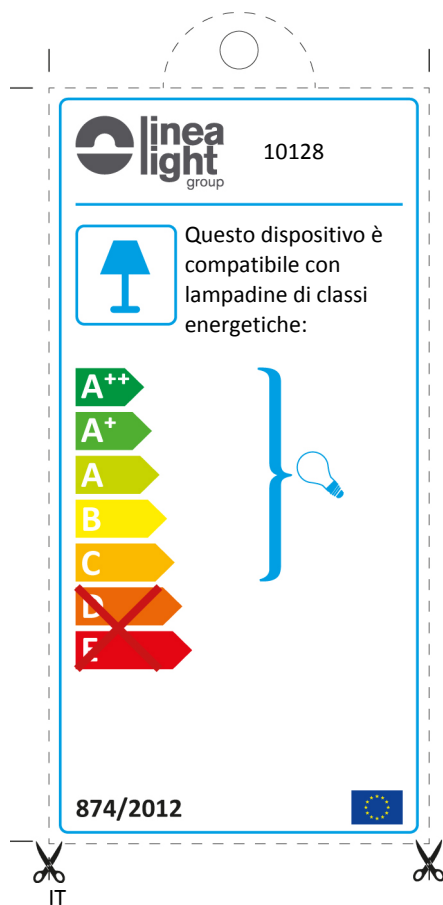 linea
light
group
10128
Questo dispositivo è
compatibile con
lampadine di classi
energetiche:
A++
A+
A
B
C
D
E
874/2012
IT